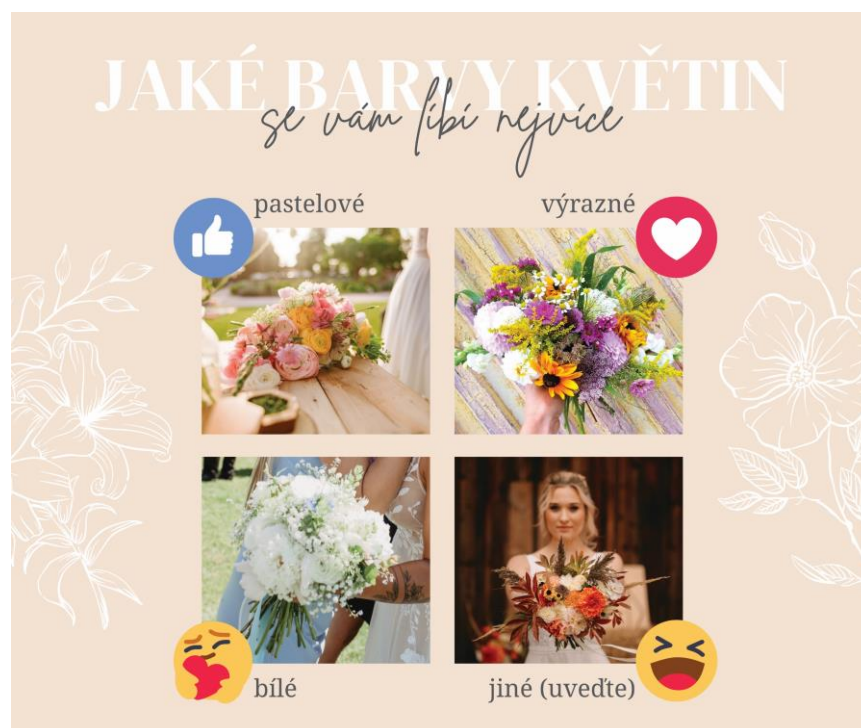 JAKÉ BARVY KVĚTIN
se vám líbí nejvíce
pastelové
výrazné
bílé
jiné (uveďte)